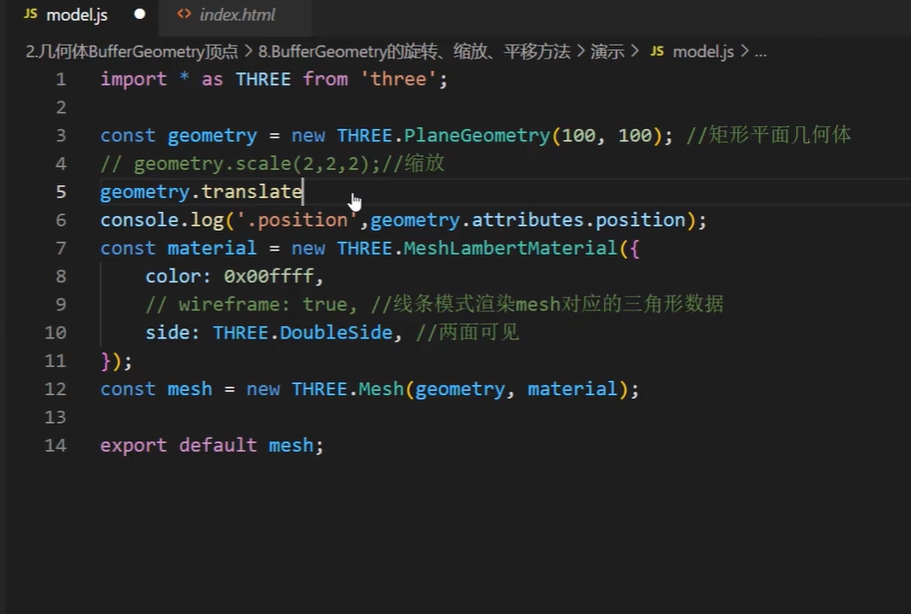 JS model.js ● <> index.html
2.几何体BufferGeometry顶点 > 8.BufferGeometry的旋转、缩放、平移方法 > 演示 > JS model.js > ...
1 import * as THREE from 'three';
2
3 const geometry = new THREE.PlaneGeometry(100, 100); //矩形平面几何体
4 // geometry.scale(2,2,2);//缩放
5 geometry.translate
6 console.log('.position',geometry.attributes.position);
7 const material = new THREE.MeshLambertMaterial({
8 color: 0x00ffff,
9 // wireframe: true, //线条模式渲染mesh对应的三角形数据
10 side: THREE.DoubleSide, //两面可见
11 });
12 const mesh = new THREE.Mesh(geometry, material);
13
14 export default mesh;